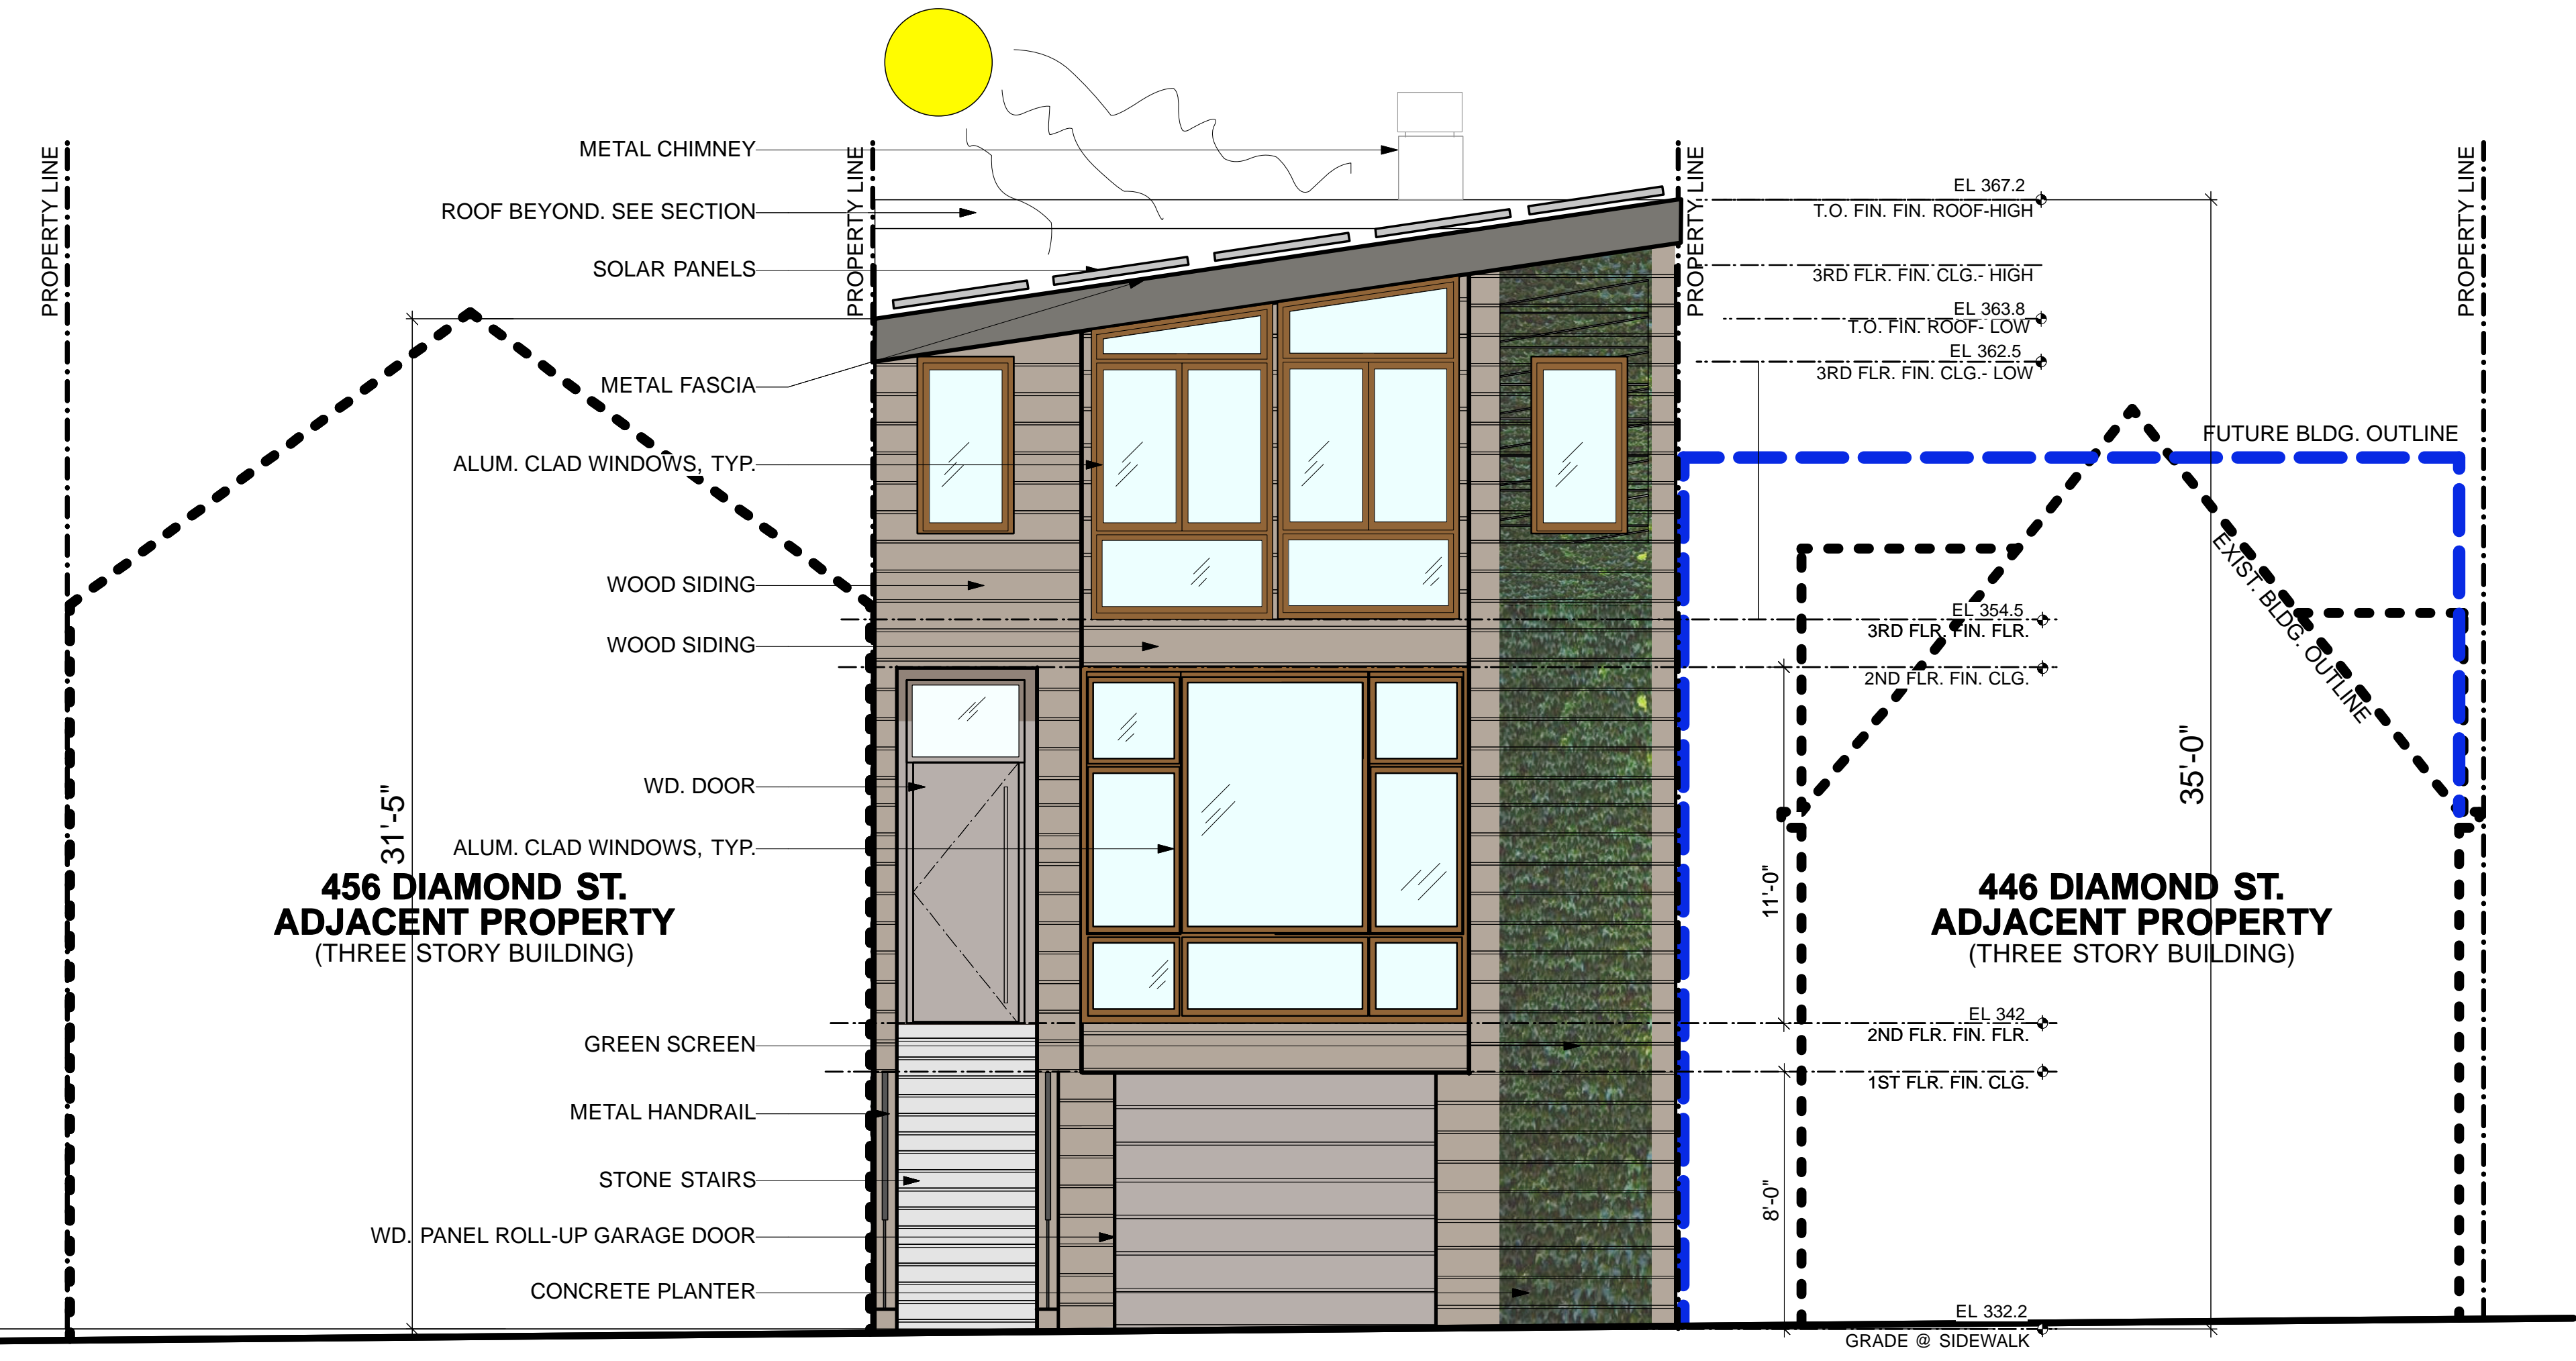 PROPERTY LINE
PROPERTY LINE
PROPERTY LINE
PROPERTY LINE
METAL CHIMNEY
ROOF BEYOND. SEE SECTION
SOLAR PANELS
METAL FASCIA
ALUM. CLAD WINDOWS, TYP.
WOOD SIDING
WOOD SIDING
WD. DOOR
ALUM. CLAD WINDOWS, TYP.
31'-5"
456 DIAMOND ST.
ADJACENT PROPERTY
(THREE STORY BUILDING)
GREEN SCREEN
METAL HANDRAIL
STONE STAIRS
WD. PANEL ROLL-UP GARAGE DOOR
CONCRETE PLANTER
EL 367.2
T.O. FIN. FIN. ROOF-HIGH
3RD FLR. FIN. CLG.- HIGH
EL 363.8
T.O. FIN. ROOF- LOW
EL 362.5
3RD FLR. FIN. CLG.- LOW
FUTURE BLDG. OUTLINE
EXIST. BLDG. OUTLINE
EL 354.5
3RD FLR. FIN. FLR.
2ND FLR. FIN. CLG.
35'-0"
11'-0"
446 DIAMOND ST.
ADJACENT PROPERTY
(THREE STORY BUILDING)
EL 342
2ND FLR. FIN. FLR.
1ST FLR. FIN. CLG.
8'-0"
EL 332.2
GRADE @ SIDEWALK